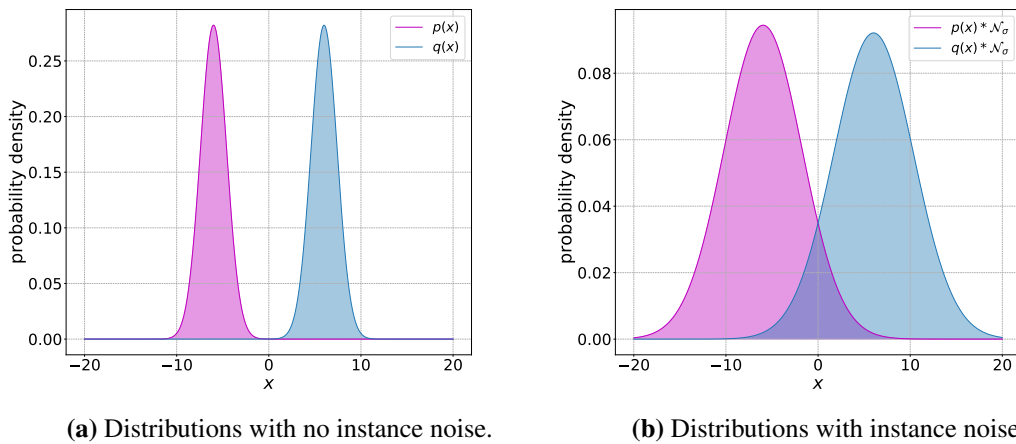 p(x)
q(x)
0.25
0.20
0.15
0.10
0.05
0.00
probability density
−20 −10 0 10 20
x
(a) Distributions with no instance noise.
p(x) * 𝒩σ
q(x) * 𝒩σ
0.08
0.06
0.04
0.02
0.00
probability density
−20 −10 0 10 20
x
(b) Distributions with instance noise